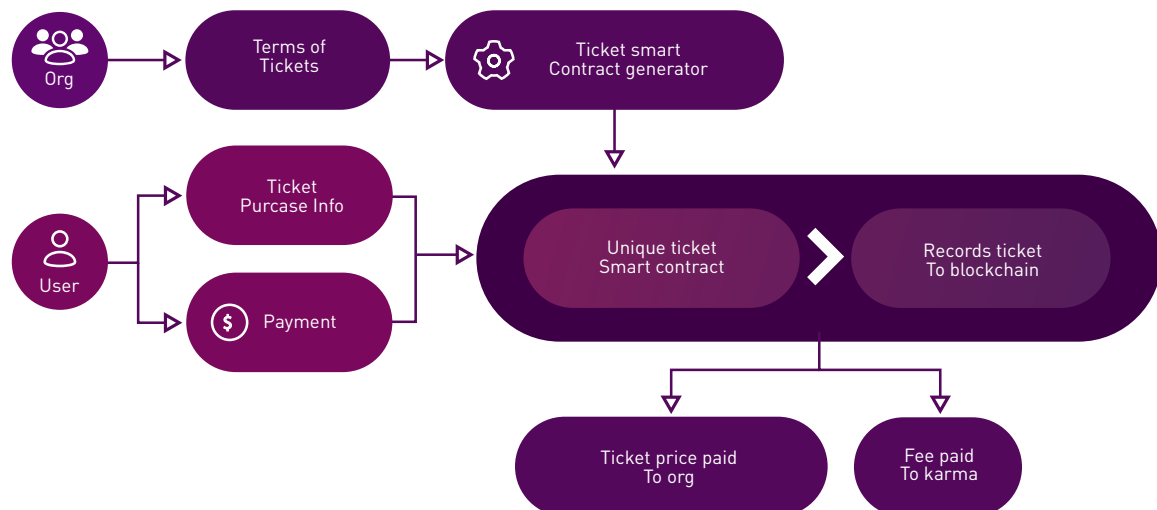 Org
Terms of
Tickets
Ticket smart
Contract generator
Ticket
Purcase Info
User
$
Payment
Unique ticket
Smart contract
Records ticket
To blockchain
Ticket price paid
To org
Fee paid
To karma